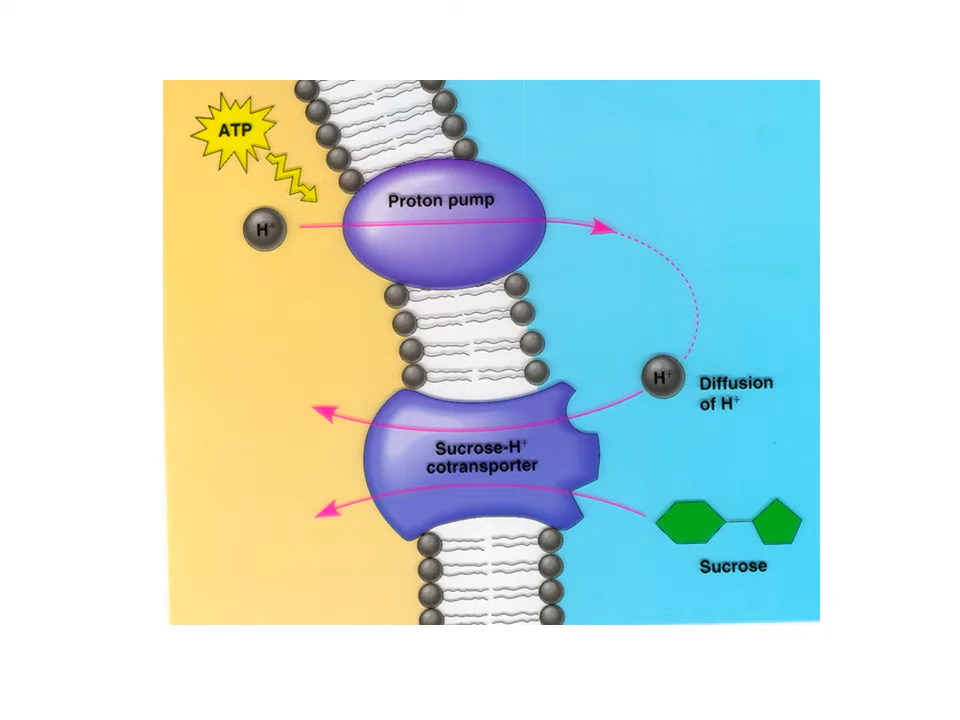 ATP
Proton pump
H⁺
H⁺
Diffusion
of H⁺
Sucrose-H⁺
cotransporter
Sucrose